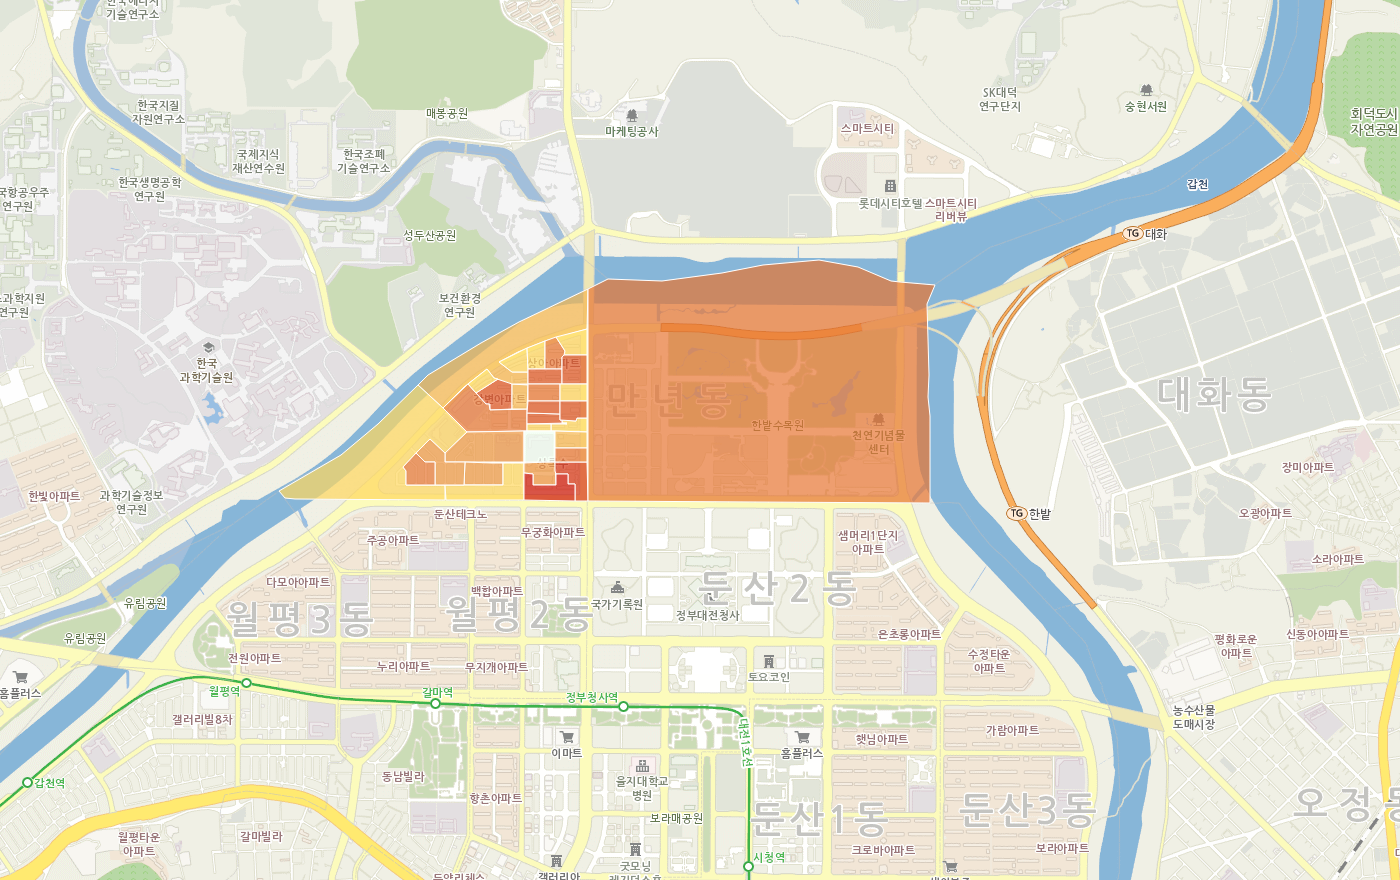 기술연구소
한국지질
자원연구소
매봉공원
국제지식
재산연수원
한국조폐
기술연구소
한국생명공학
연구원
연구원
마케팅공사
스마트시티
SK대덕
연구단지
숭현서원
회덕도시
자연공원
갑천
롯데시티호텔
스마트시티
리버뷰
TG 대화
성두산공원
보건환경
연구원
연구원
한국
과학기술원
상아아파트
강변아파트
만년동
한밭수목원
천연기념물
센터
상록수
대화동
장미아파트
한빛아파트
과학기술정보
연구원
둔산테크노
무궁화아파트
주공아파트
샘머리1단지
아파트
TG 한밭
오광아파트
소라아파트
다모아아파트
백합아파트
국가기록원
정부대전청사
둔산2동
유림공원
월평3동
월평2동
유림공원
은초롱아파트
평화로운
아파트
신동아아파트
전원아파트
누리아파트
무지개아파트
토요코인
수정타운
아파트
홈플러스
월평역
갈마역
정부청사역
대전1호선
갤러리빌8차
농수산물
도매시장
이마트
홈플러스
햇님아파트
가람아파트
갑천역
동남빌라
을지대학교
병원
향촌아파트
보라매공원
둔산1동
둔산3동
오정
월평타운
아파트
갈마빌라
굿모닝
시청역
크로바아파트
보라아파트
갤러리아